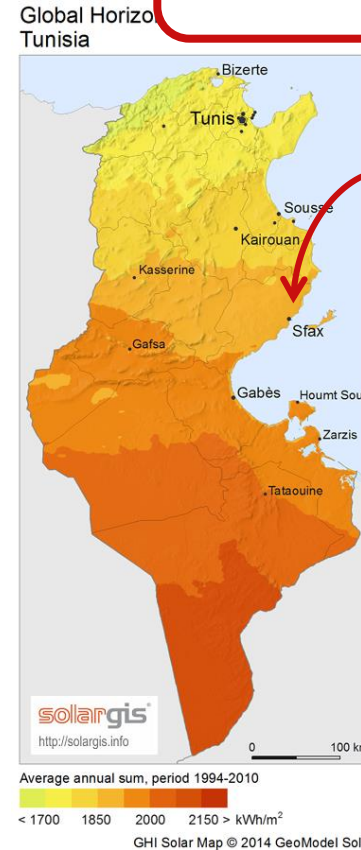 Global Horizo
Tunisia
Bizerte
Tunis
Sousse
Kairouan
Kasserine
Sfax
Gafsa
Gabès
Houmt Sou
Zarzis
Tataouine
solargis
http://solargis.info
0 100 km
Average annual sum, period 1994-2010
< 1700 1850 2000 2150 > kWh/m²
GHI Solar Map © 2014 GeoModel Sol